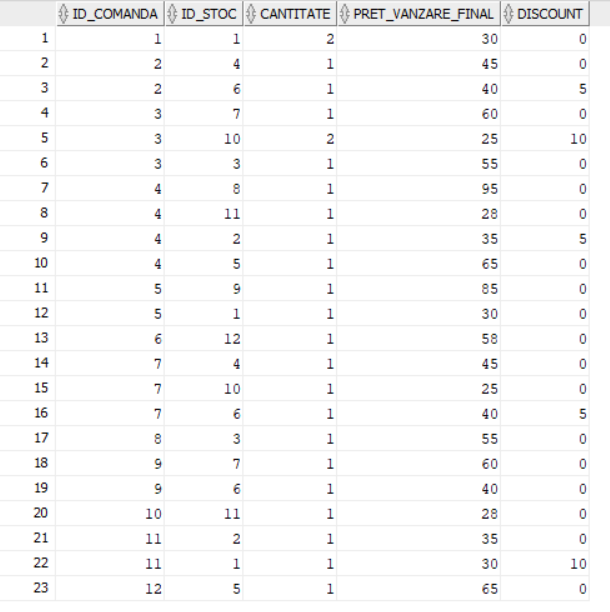 ID_COMANDA ID_STOC CANTITATE PRET_VANZARE_FINAL DISCOUNT
1 1 1 2 30 0
2 2 4 1 45 0
3 2 6 1 40 5
4 3 7 1 60 0
5 3 10 2 25 10
6 3 3 1 55 0
7 4 8 1 95 0
8 4 11 1 28 0
9 4 2 1 35 5
10 4 5 1 65 0
11 5 9 1 85 0
12 5 1 1 30 0
13 6 12 1 58 0
14 7 4 1 45 0
15 7 10 1 25 0
16 7 6 1 40 5
17 8 3 1 55 0
18 9 7 1 60 0
19 9 6 1 40 0
20 10 11 1 28 0
21 11 2 1 35 0
22 11 1 1 30 10
23 12 5 1 65 0